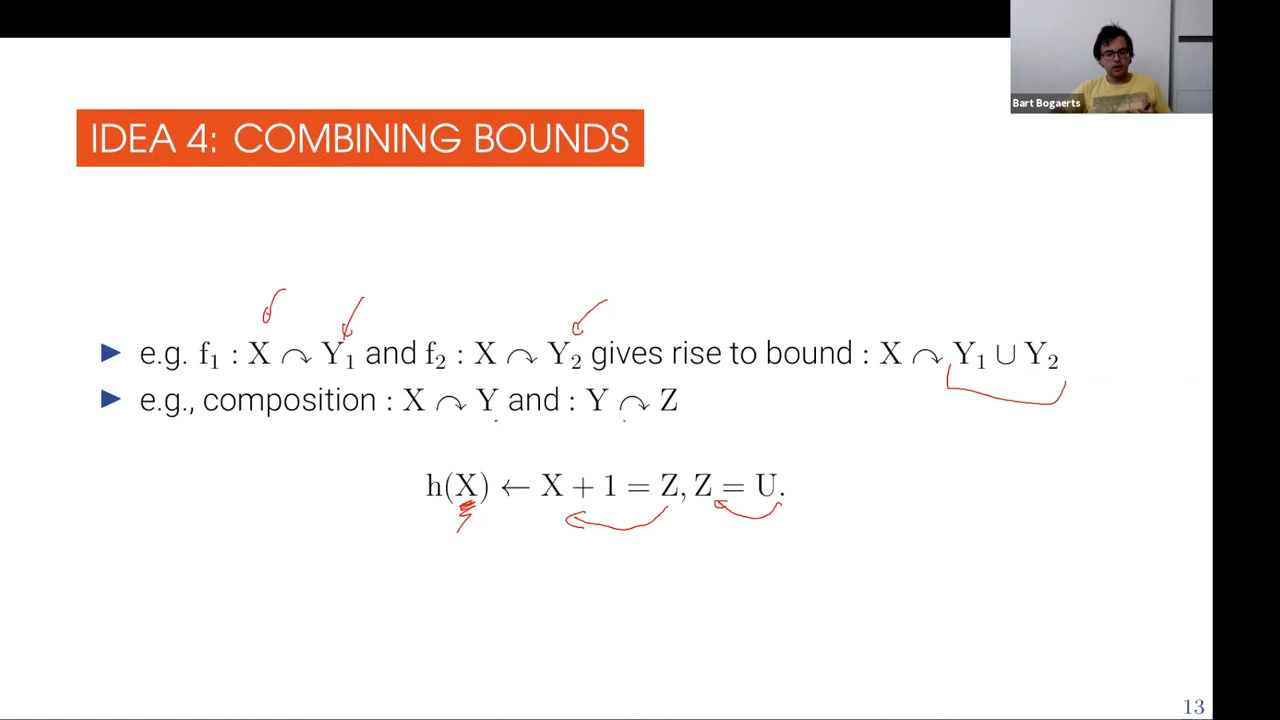 Bart Bogaerts
IDEA 4: COMBINING BOUNDS
▶ e.g. f₁ : X ↷ Y₁ and f₂ : X ↷ Y₂ gives rise to bound : X ↷ Y₁ ∪ Y₂
▶ e.g., composition : X ↷ Y and : Y ↷ Z
h(X) ← X + 1 = Z, Z = U.
13